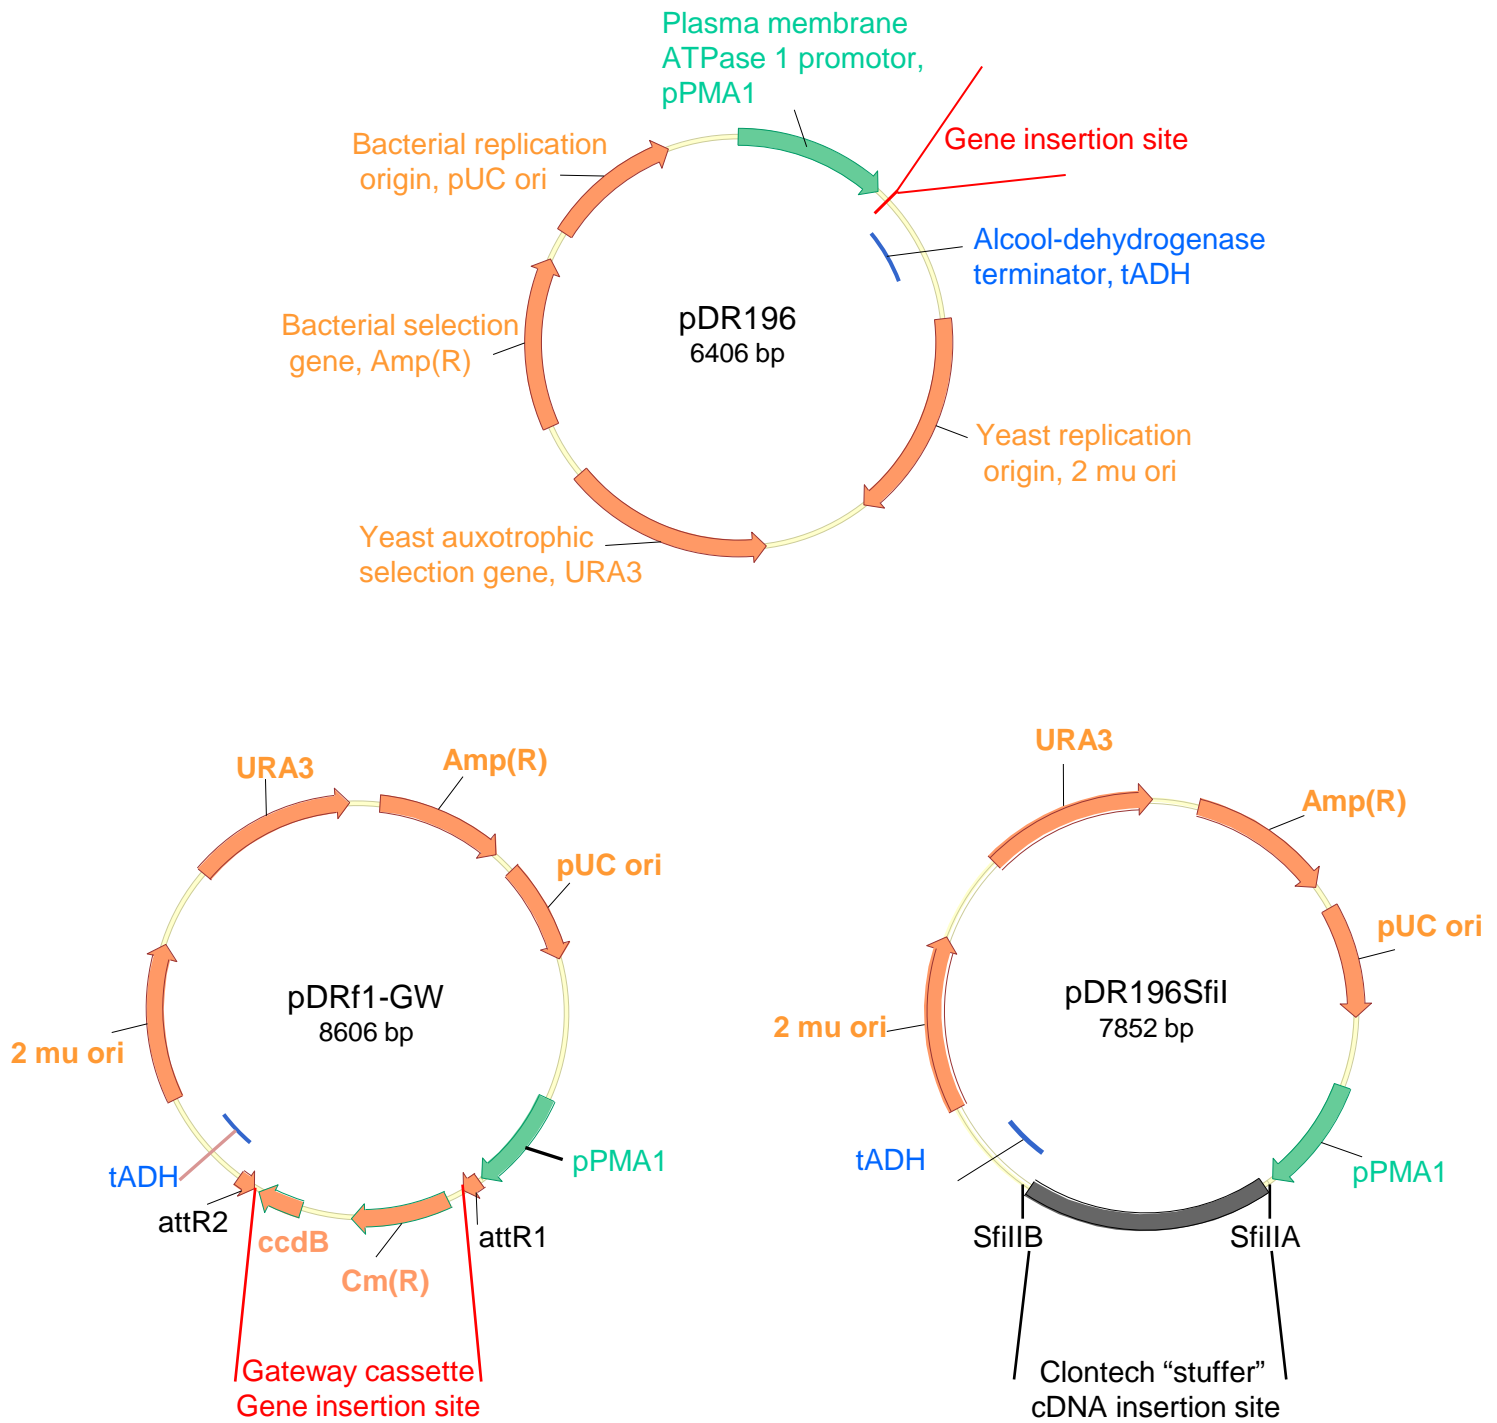 Plasma membrane
ATPase 1 promotor,
pPMA1
Gene insertion site
Bacterial replication
origin, pUC ori
Alcool-dehydrogenase
terminator, tADH
pDR196
6406 bp
Bacterial selection
gene, Amp(R)
Yeast replication
origin, 2 mu ori
Yeast auxotrophic
selection gene, URA3
URA3
Amp(R)
pUC ori
pDRf1-GW
8606 bp
2 mu ori
tADH
attR2
ccdB
Cm(R)
attR1
pPMA1
Gateway cassette
Gene insertion site
URA3
Amp(R)
pUC ori
pDR196SfiI
7852 bp
2 mu ori
tADH
SfiIIB
SfiIIA
pPMA1
Clontech “stuffer”
cDNA insertion site